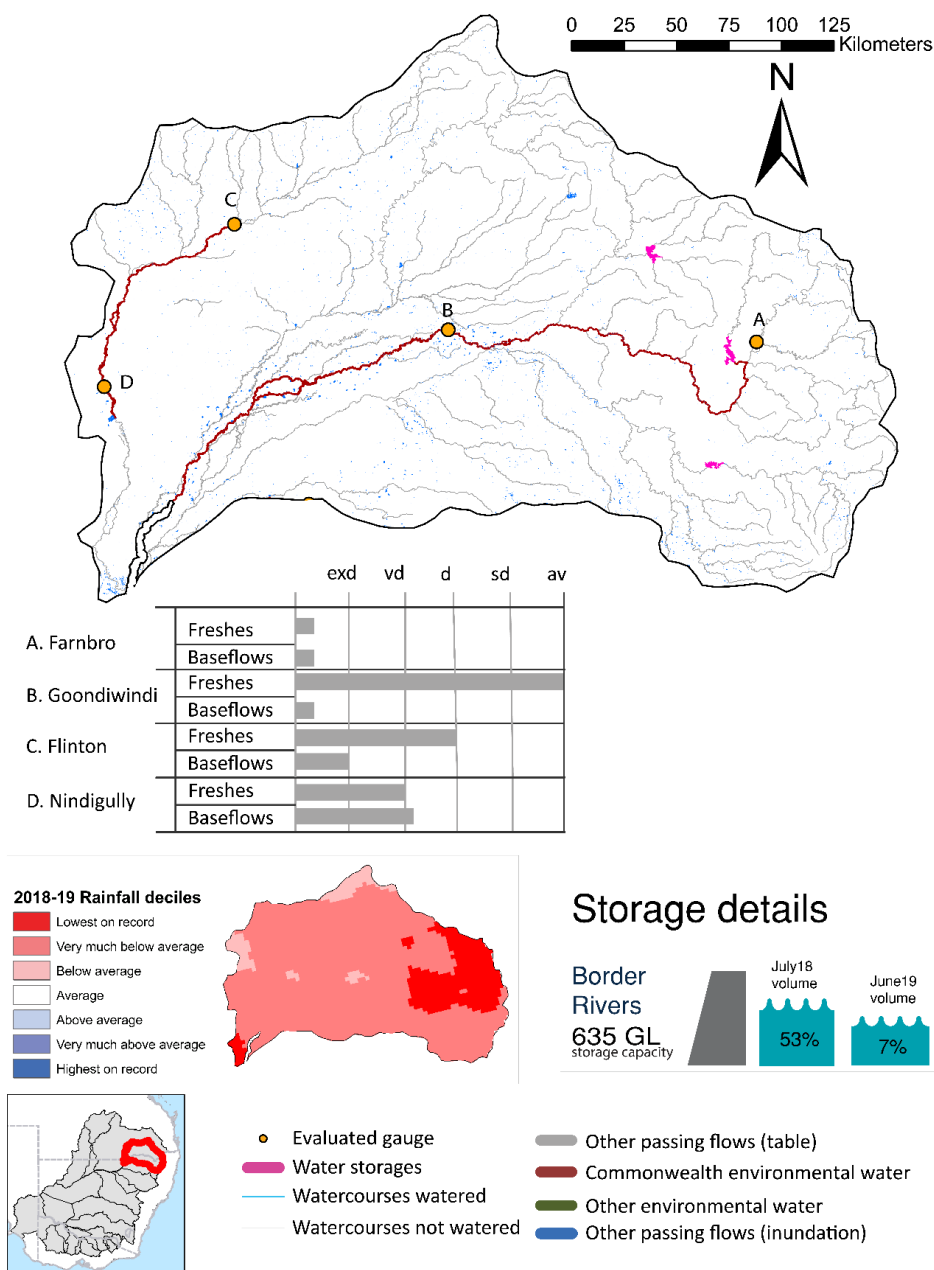 0 25 50 75 100 125
Kilometers
N
C
B
A
D
exd vd d sd av
A. Farnbro
Freshes
Baseflows
B. Goondiwindi
Freshes
Baseflows
C. Flinton
Freshes
Baseflows
D. Nindigully
Freshes
Baseflows
2018-19 Rainfall deciles
Lowest on record
Very much below average
Below average
Average
Above average
Very much above average
Highest on record
Storage details
Border
Rivers
635 GL
storage capacity
July18
volume
53%
June19
volume
7%
Evaluated gauge
Water storages
Watercourses watered
Watercourses not watered
Other passing flows (table)
Commonwealth environmental water
Other environmental water
Other passing flows (inundation)